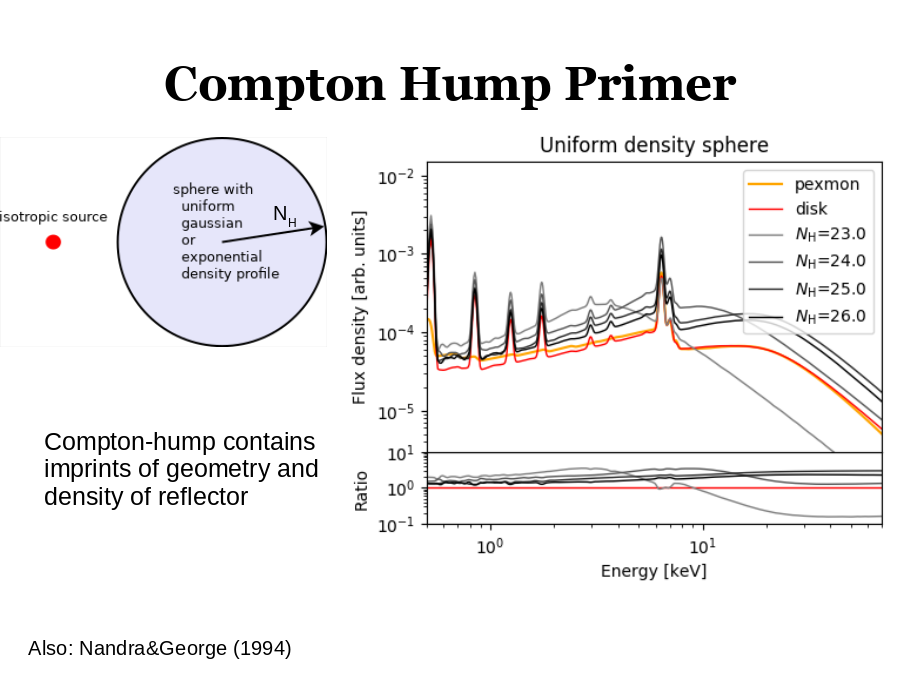 Compton Hump Primer
isotropic source
sphere with
uniform
gaussian
or
exponential
density profile
N_H
Compton-hump contains
imprints of geometry and
density of reflector
Uniform density sphere
pexmon
disk
N_H=23.0
N_H=24.0
N_H=25.0
N_H=26.0
Flux density [arb. units]
10^−2
10^−3
10^−4
10^−5
Ratio
10^1
10^0
10^−1
10^0 10^1
Energy [keV]
Also: Nandra&George (1994)